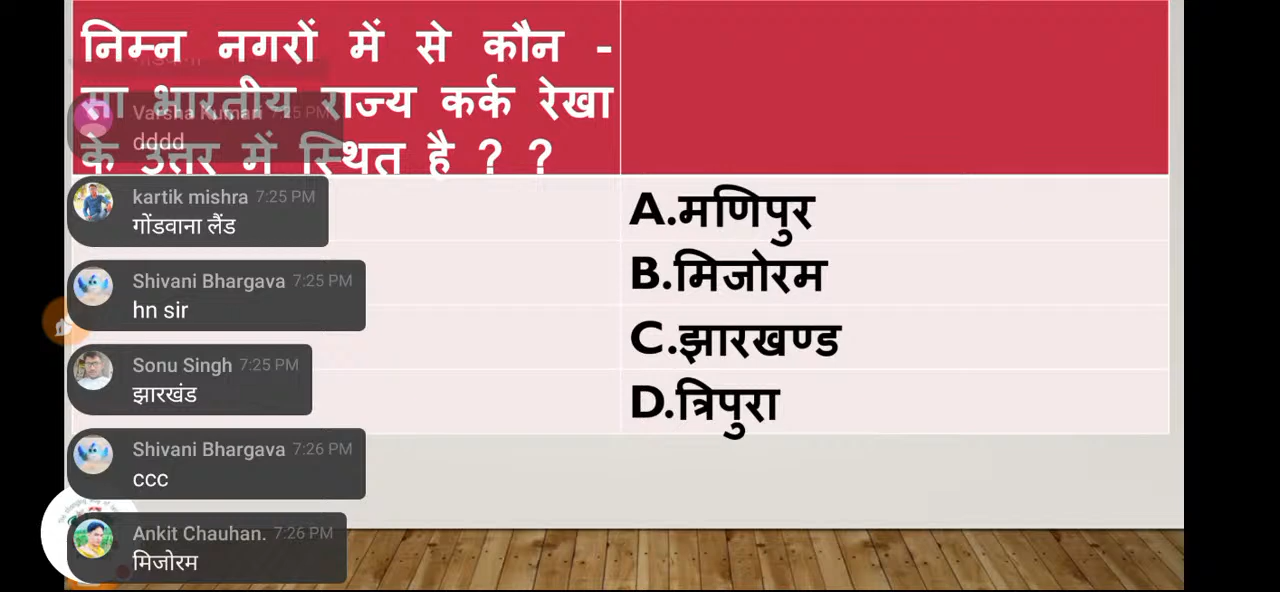 निम्न नगरों में से कौन -
सा भारतीय राज्य कर्क रेखा
के उत्तर में स्थित है ? ?
A.मणिपुर
B.मिजोरम
C.झारखण्ड
D.त्रिपुरा
Varsha Kumari 7:25 PM
dddd
kartik mishra 7:25 PM
गोंडवाना लैंड
Shivani Bhargava 7:25 PM
hn sir
Sonu Singh 7:25 PM
झारखंड
Shivani Bhargava 7:26 PM
ccc
Ankit Chauhan. 7:26 PM
मिजोरम